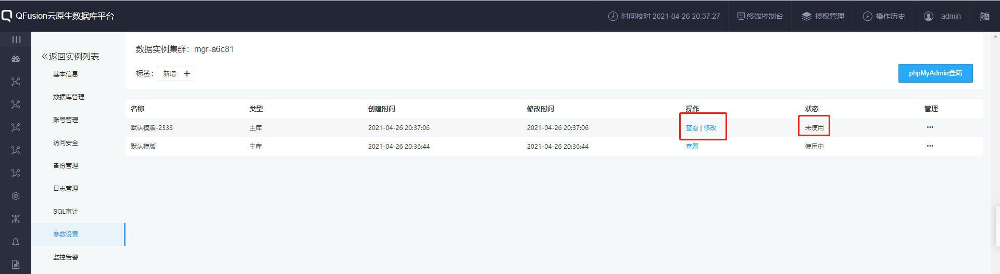 QFusion云原生数据库平台
时间校对 2021-04-26 20:37:27
终端控制台
授权管理
操作历史
admin
返回实例列表
基本信息
数据库管理
账号管理
访问安全
备份管理
日志管理
SQL审计
参数设置
监控告警
数据实例集群：mgr-a6c81
标签： 新增 +
phpMyAdmin登陆
名称 类型 创建时间 修改时间 操作 状态 管理
默认模版-2333 主库 2021-04-26 20:37:06 2021-04-26 20:37:06 查看 | 修改 未使用 ···
默认模版 主库 2021-04-26 20:36:44 2021-04-26 20:36:44 查看 使用中 ···